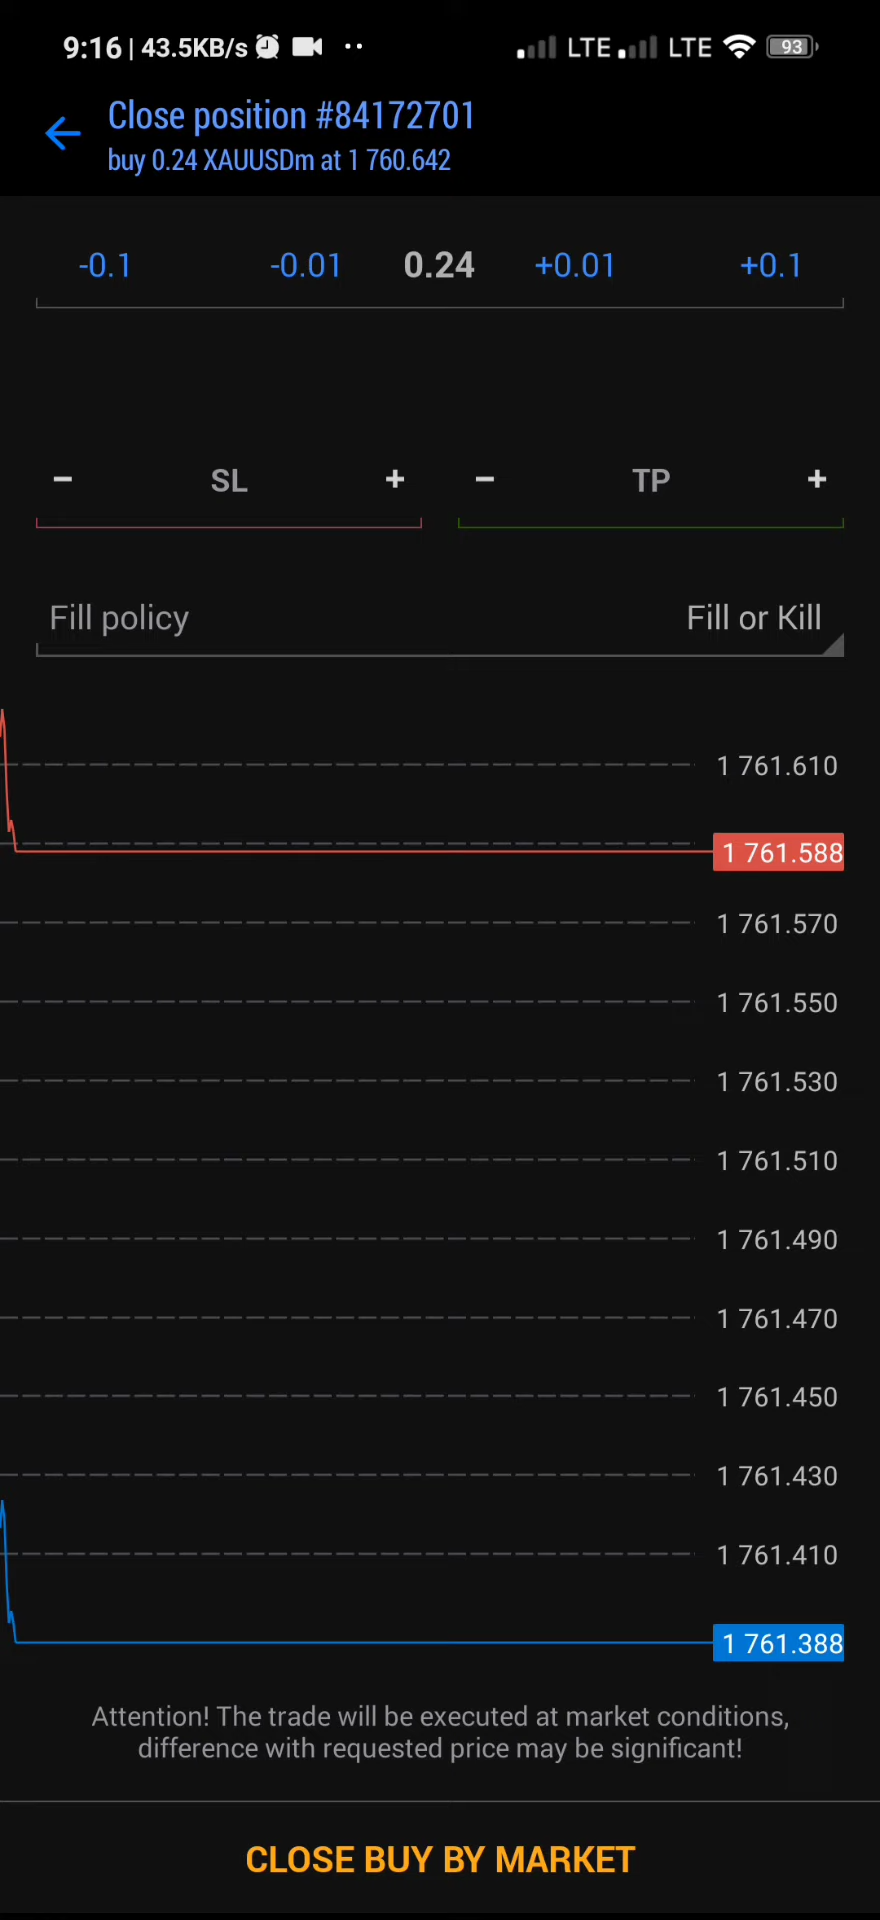 9:16 | 43.5KB/s LTE LTE 93
Close position #84172701
buy 0.24 XAUUSDm at 1 760.642
-0.1 -0.01 0.24 +0.01 +0.1
− SL + − TP +
Fill policy Fill or Kill
1 761.610
1 761.588
1 761.570
1 761.550
1 761.530
1 761.510
1 761.490
1 761.470
1 761.450
1 761.430
1 761.410
1 761.388
Attention! The trade will be executed at market conditions,
difference with requested price may be significant!
CLOSE BUY BY MARKET